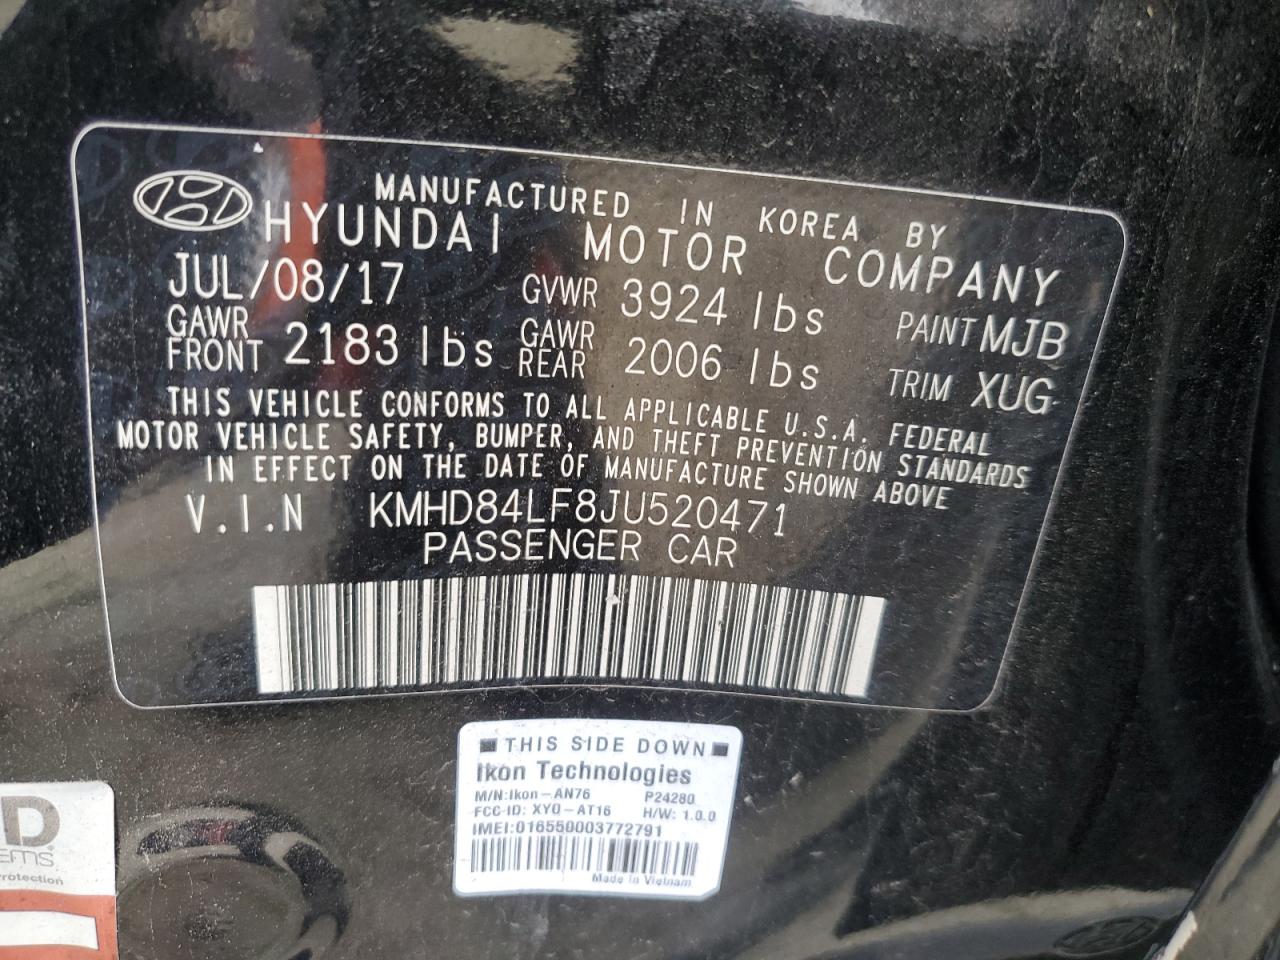 MANUFACTURED IN KOREA BY
HYUNDAI MOTOR COMPANY
JUL/08/17 GVWR 3924 lbs PAINT MJB
GAWR FRONT 2183 lbs GAWR REAR 2006 lbs TRIM XUG
THIS VEHICLE CONFORMS TO ALL APPLICABLE U.S.A. FEDERAL
MOTOR VEHICLE SAFETY, BUMPER, AND THEFT PREVENTION STANDARDS
IN EFFECT ON THE DATE OF MANUFACTURE SHOWN ABOVE
V.I.N KMHD84LF8JU520471
PASSENGER CAR
THIS SIDE DOWN
Ikon Technologies
M/N:Ikon-AN76 P24280
FCC-ID: XYO-AT16 H/W: 1.0.0
IMEI:016550003772791
Made In Vietnam